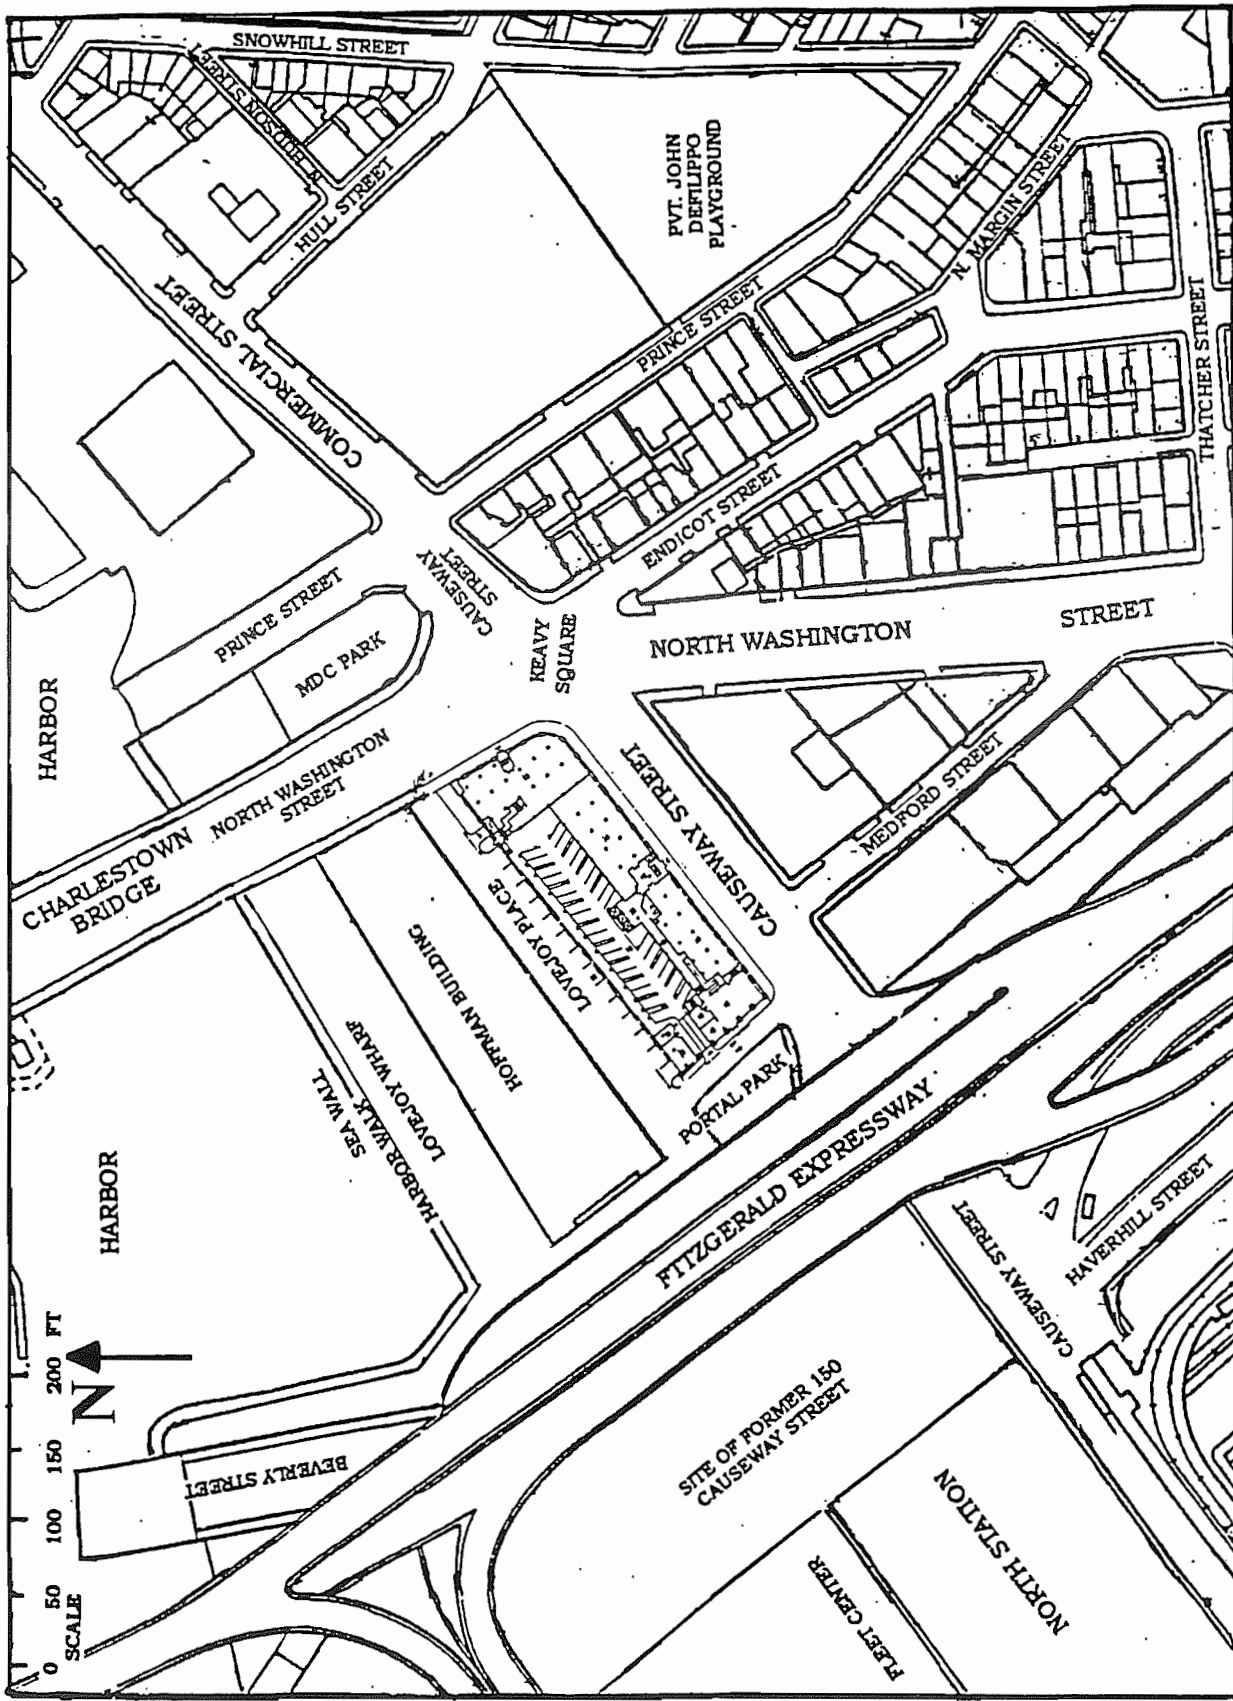 SNOWHILL STREET
N. HUDSON STREET
HULL STREET
PVT. JOHN
DEFILIPPO
PLAYGROUND
N. MARGIN STREET
COMMERCIAL STREET
PRINCE STREET
THATCHER STREET
ENDICOT STREET
CAUSEWAY
STREET
PRINCE STREET
MDC PARK
KEAVY
SQUARE
NORTH WASHINGTON
STREET
HARBOR
CHARLESTOWN
BRIDGE
NORTH WASHINGTON
STREET
CAUSEWAY STREET
MEDFORD STREET
LOVEJOY PLACE
HOFFMAN BUILDING
LOVEJOY WHARF
HARBOR WALK
SEA WALL
PORTAL PARK
HARBOR
FITZGERALD EXPRESSWAY
CAUSEWAY STREET
HAVERHILL STREET
N
0 50 100 150 200 FT
SCALE
BEVERLY STREET
SITE OF FORMER 150
CAUSEWAY STREET
NORTH STATION
FLEET CENTER